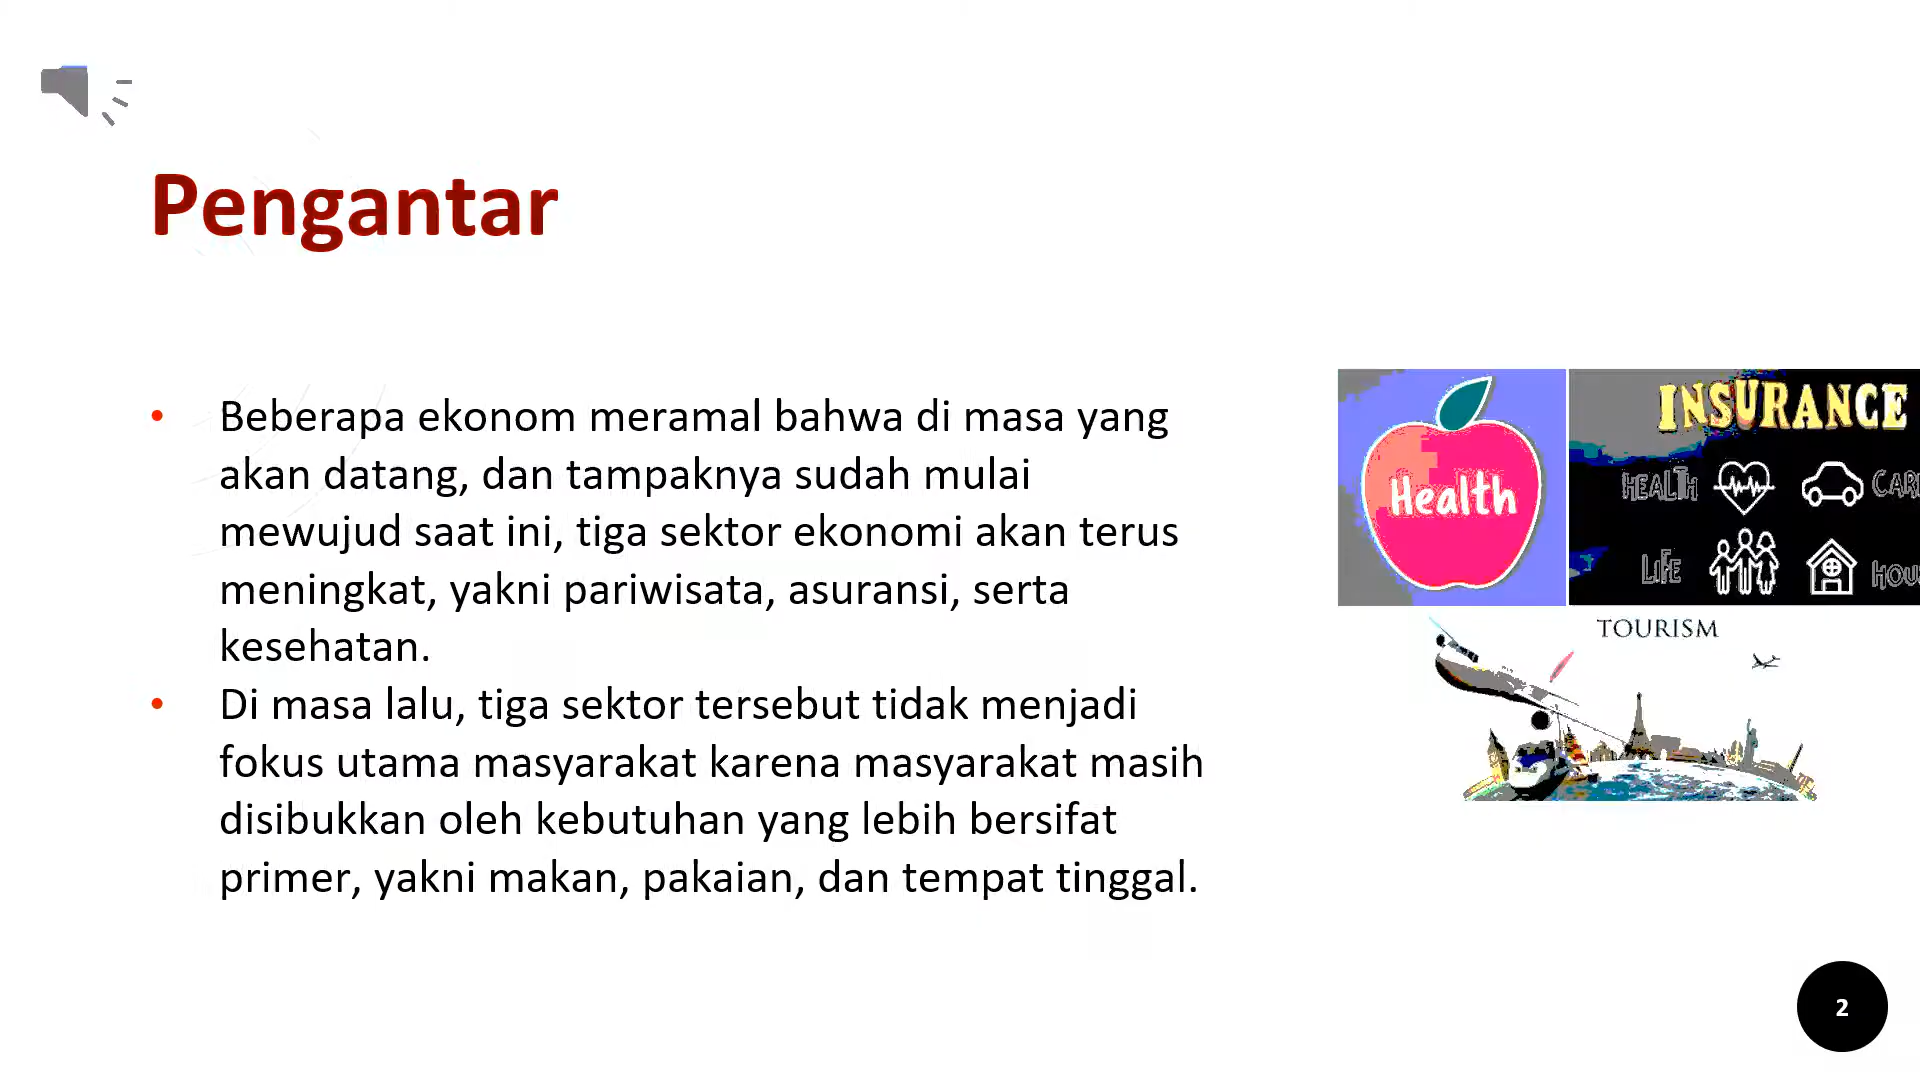 Pengantar
• Beberapa ekonom meramal bahwa di masa yang
akan datang, dan tampaknya sudah mulai
mewujud saat ini, tiga sektor ekonomi akan terus
meningkat, yakni pariwisata, asuransi, serta
kesehatan.
• Di masa lalu, tiga sektor tersebut tidak menjadi
fokus utama masyarakat karena masyarakat masih
disibukkan oleh kebutuhan yang lebih bersifat
primer, yakni makan, pakaian, dan tempat tinggal.
Health
INSURANCE
HEALTH
LIFE
TOURISM
2